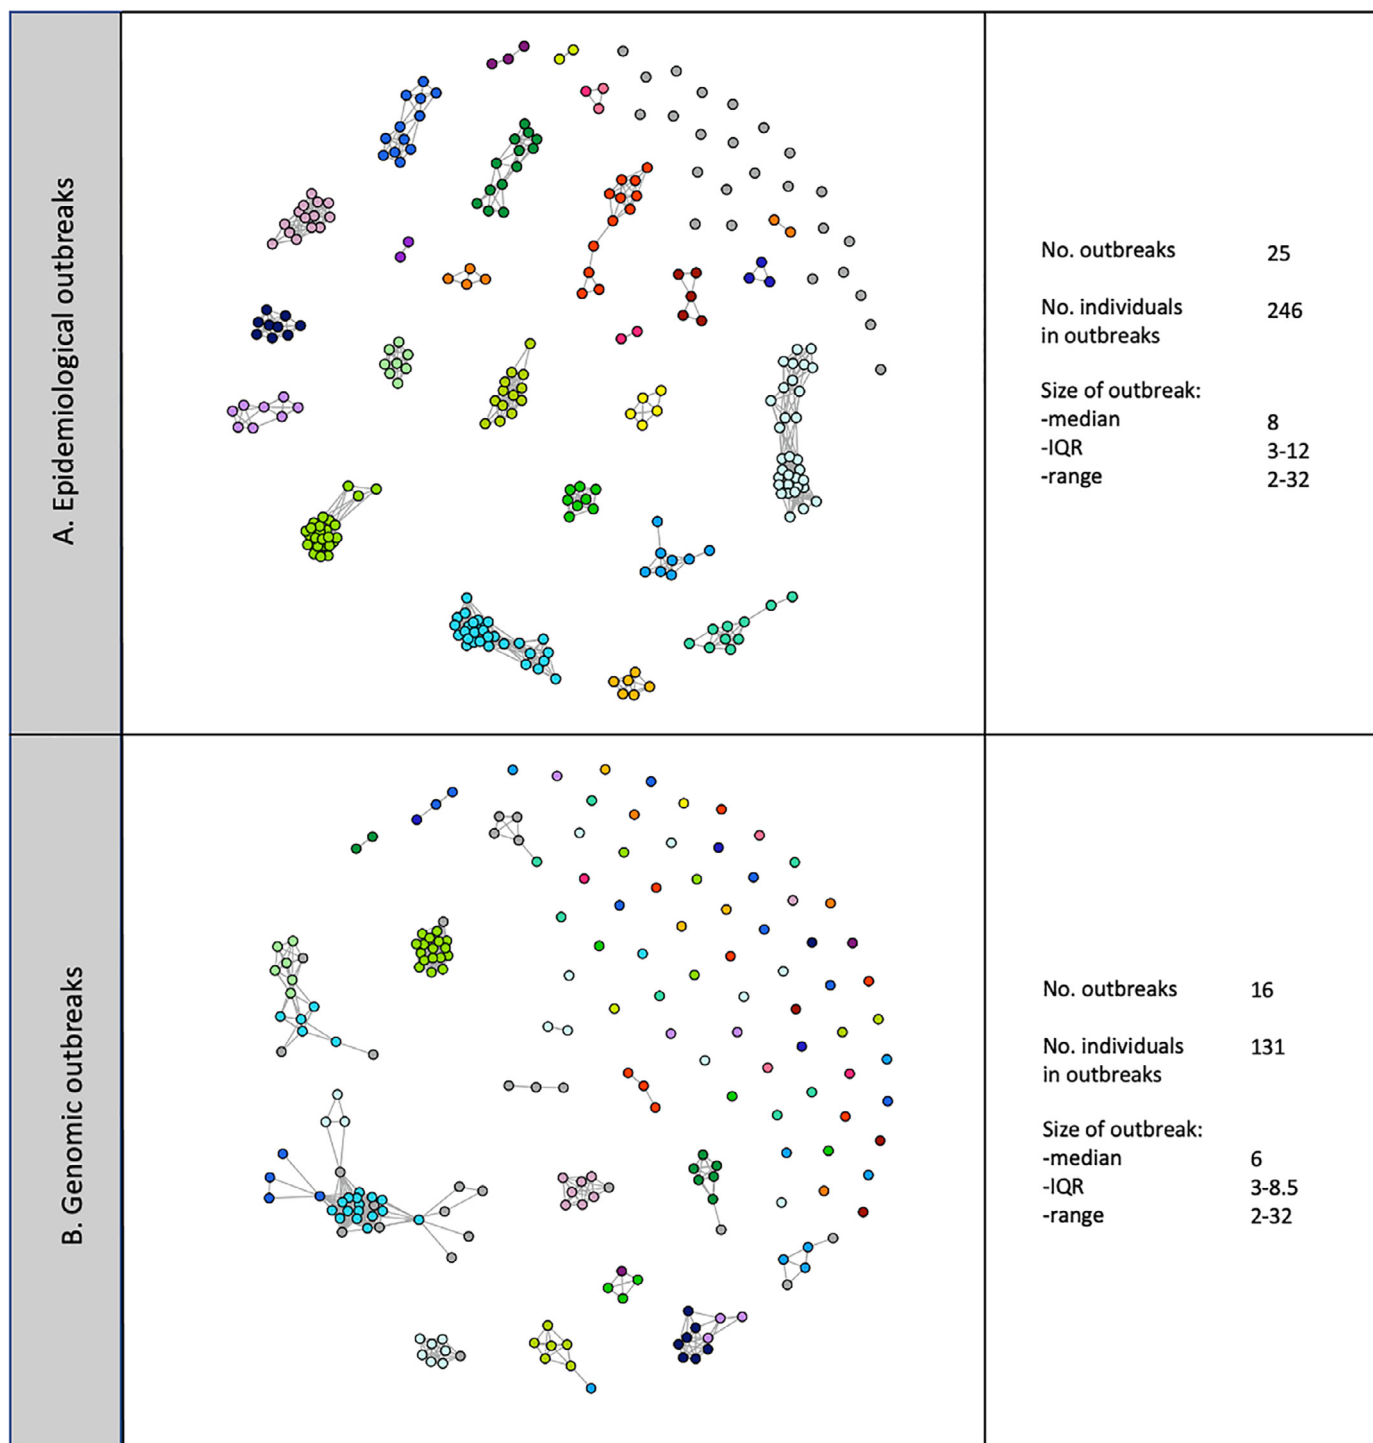 A. Epidemiological outbreaks
No. outbreaks 25
No. individuals 246
in outbreaks
Size of outbreak:
-median 8
-IQR 3-12
-range 2-32
B. Genomic outbreaks
No. outbreaks 16
No. individuals 131
in outbreaks
Size of outbreak:
-median 6
-IQR 3-8.5
-range 2-32